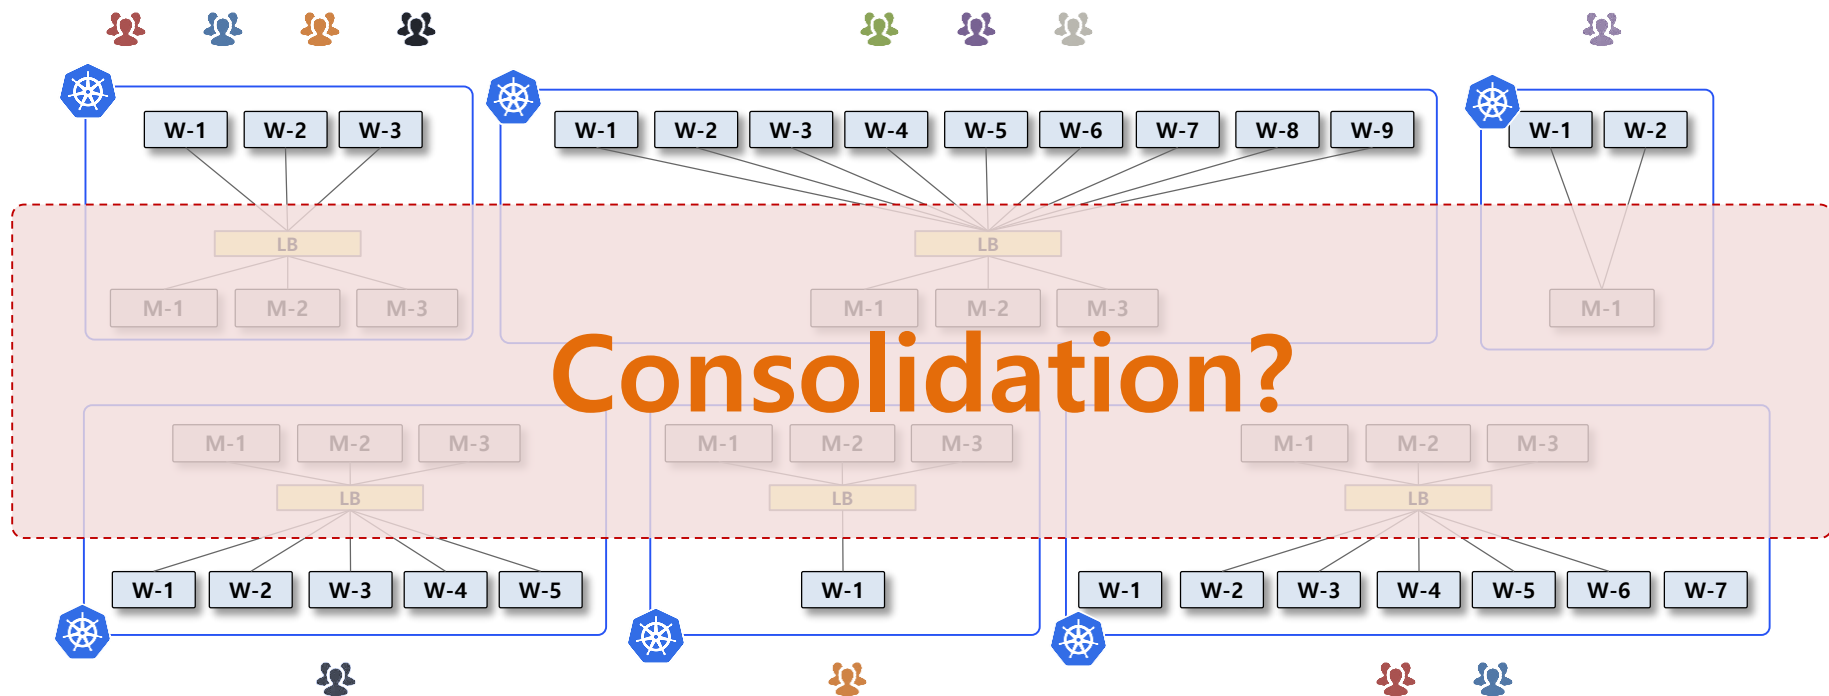 W-1 W-2 W-3
LB
M-1 M-2 M-3
W-1 W-2 W-3 W-4 W-5 W-6 W-7 W-8 W-9
LB
M-1 M-2 M-3
W-1 W-2
M-1
Consolidation?
M-1 M-2 M-3
LB
W-1 W-2 W-3 W-4 W-5
M-1 M-2 M-3
LB
W-1
M-1 M-2 M-3
LB
W-1 W-2 W-3 W-4 W-5 W-6 W-7